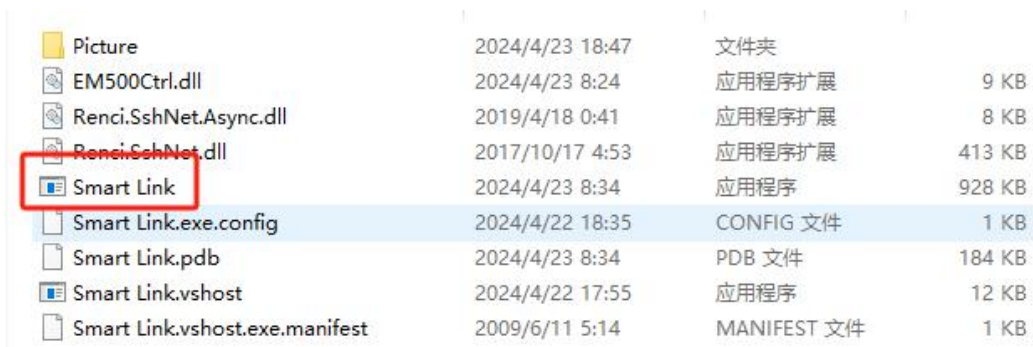 Picture 2024/4/23 18:47 文件夹
EM500Ctrl.dll 2024/4/23 8:24 应用程序扩展 9 KB
Renci.SshNet.Async.dll 2019/4/18 0:41 应用程序扩展 8 KB
Renci.SshNet.dll 2017/10/17 4:53 应用程序扩展 413 KB
Smart Link 2024/4/23 8:34 应用程序 928 KB
Smart Link.exe.config 2024/4/22 18:35 CONFIG 文件 1 KB
Smart Link.pdb 2024/4/23 8:34 PDB 文件 184 KB
Smart Link.vshost 2024/4/22 17:55 应用程序 12 KB
Smart Link.vshost.exe.manifest 2009/6/11 5:14 MANIFEST 文件 1 KB